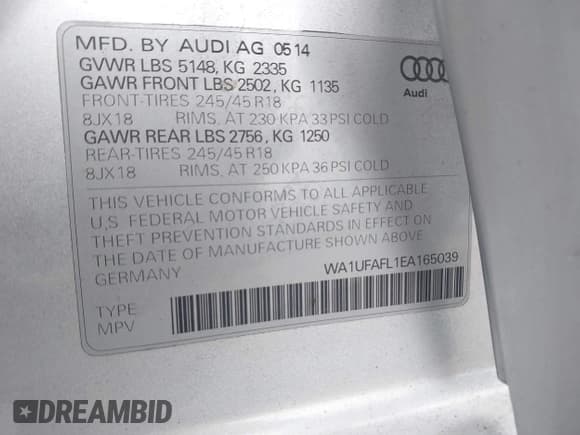 MFD. BY AUDI AG 05 14
GVWR LBS 5148, KG 2335
GAWR FRONT LBS 2502, KG 1135
FRONT-TIRES 245/45 R18
8JX18 RIMS. AT 230 KPA 33 PSI COLD
GAWR REAR LBS 2756, KG 1250
REAR-TIRES 245/45 R18
8JX18 RIMS. AT 250 KPA 36 PSI COLD
Audi
THIS VEHICLE CONFORMS TO ALL APPLICABLE
U,S FEDERAL MOTOR VEHICLE SAFETY AND
THEFT PREVENTION STANDARDS IN EFFECT ON
THE DATE OF MANUFACTURE SHOWN ABOVE.
GERMANY
WA1UFAFL1EA165039
TYPE
MPV
DREAMBID